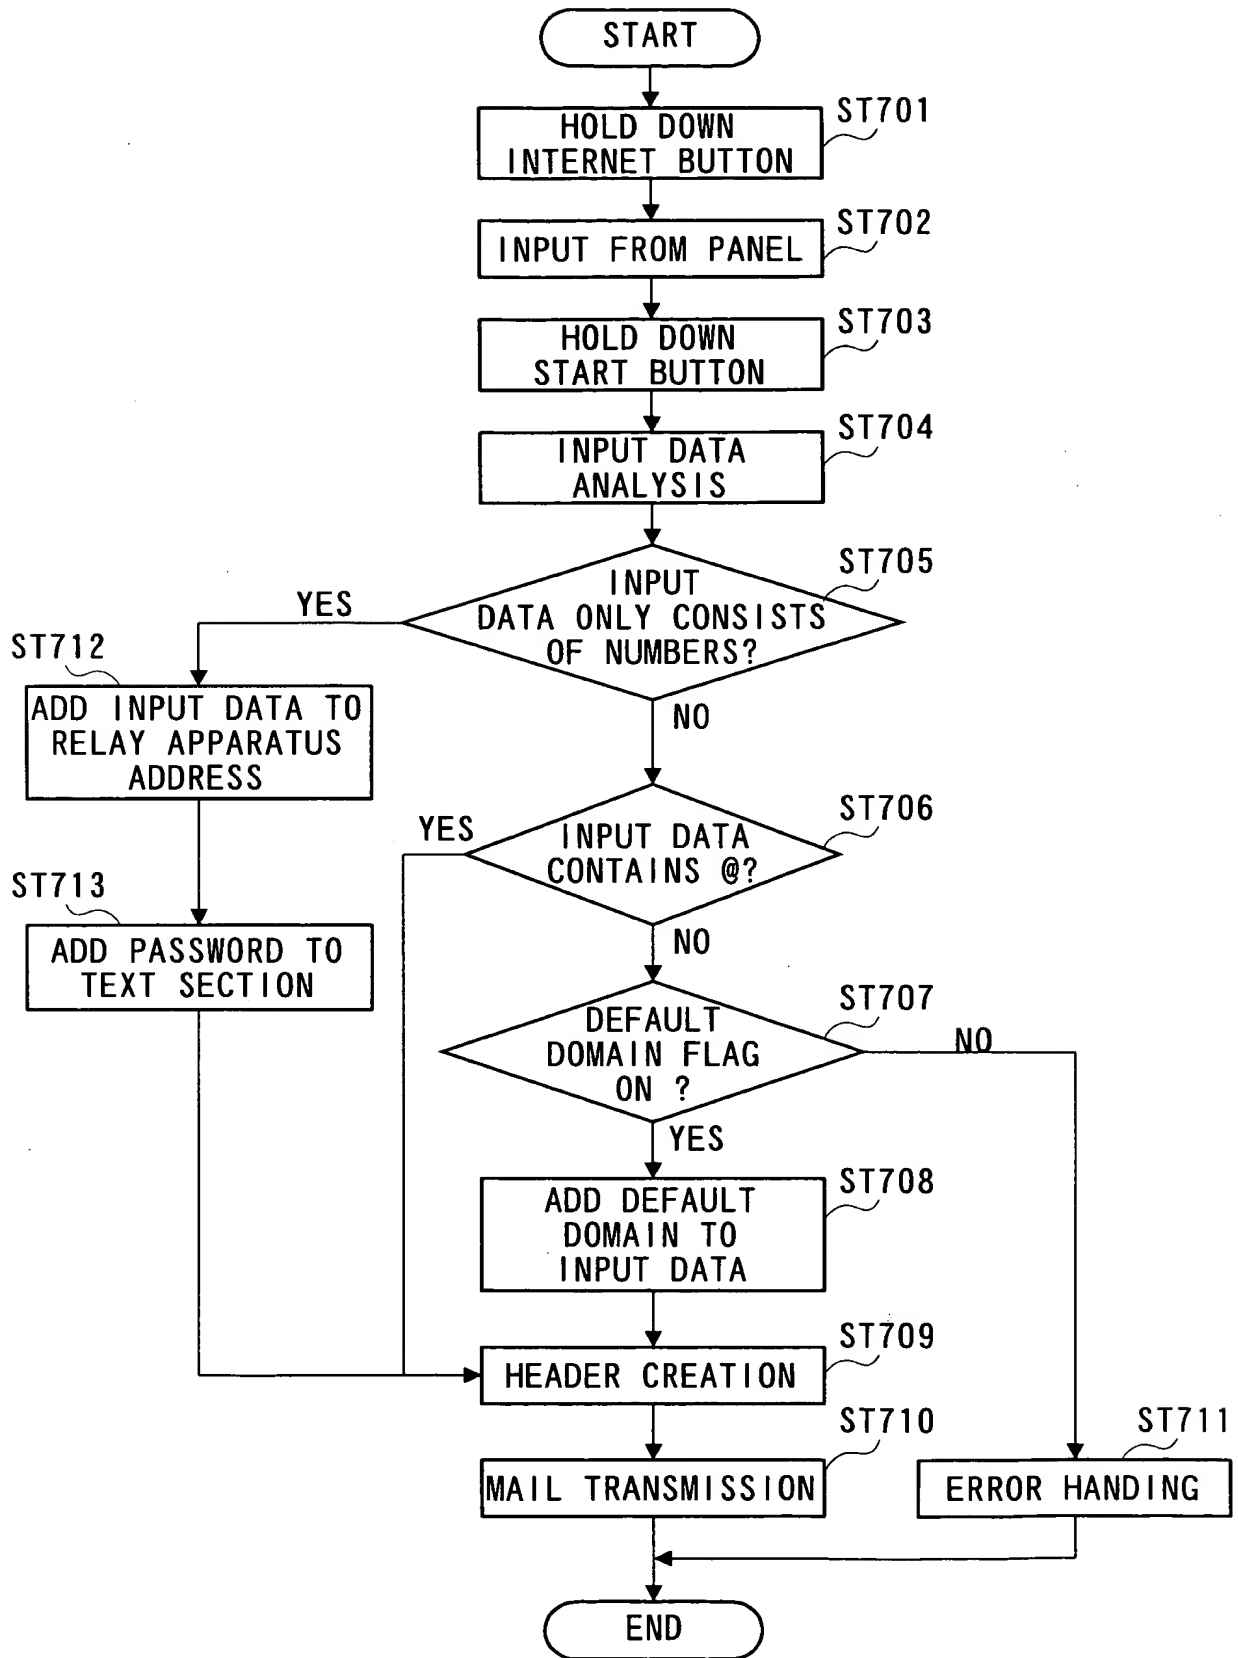 START
ST701
HOLD DOWN
INTERNET BUTTON
ST702
INPUT FROM PANEL
ST703
HOLD DOWN
START BUTTON
ST704
INPUT DATA
ANALYSIS
ST705
INPUT
DATA ONLY CONSISTS
OF NUMBERS?
YES
NO
ST712
ADD INPUT DATA TO
RELAY APPARATUS
ADDRESS
ST706
INPUT DATA
CONTAINS @?
YES
NO
ST713
ADD PASSWORD TO
TEXT SECTION
ST707
DEFAULT
DOMAIN FLAG
ON ?
NO
YES
ST708
ADD DEFAULT
DOMAIN TO
INPUT DATA
ST709
HEADER CREATION
ST710
MAIL TRANSMISSION
ST711
ERROR HANDING
END